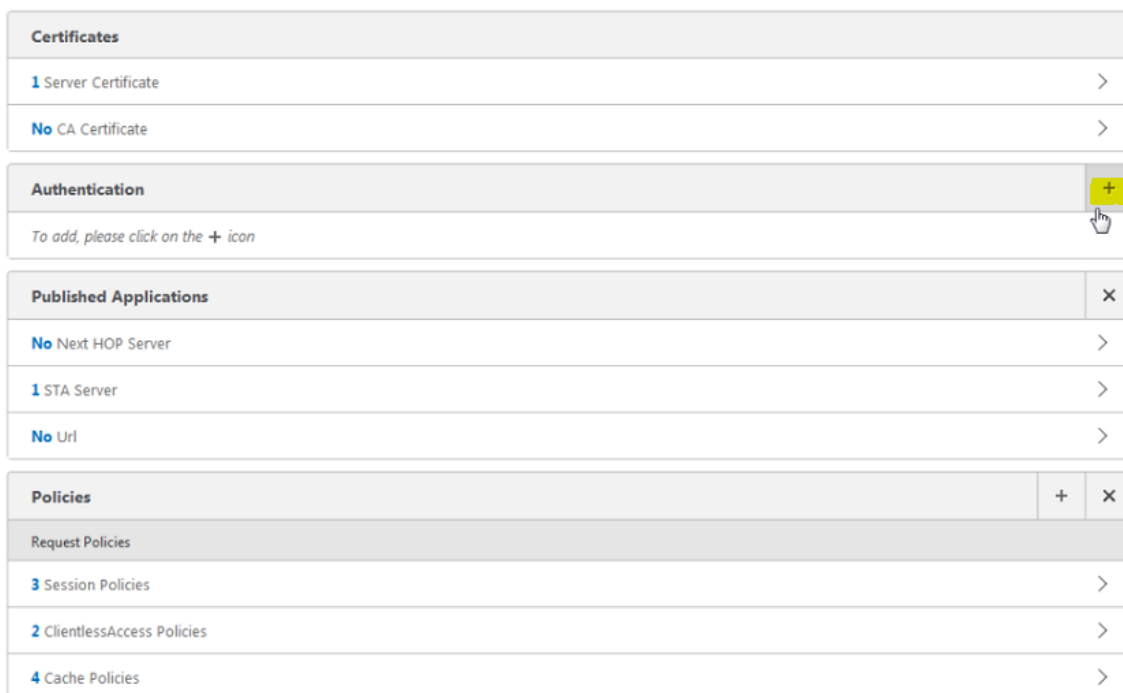 Certificates
1 Server Certificate
No CA Certificate
Authentication
To add, please click on the + icon
Published Applications
No Next HOP Server
1 STA Server
No Url
Policies
Request Policies
3 Session Policies
2 ClientlessAccess Policies
4 Cache Policies